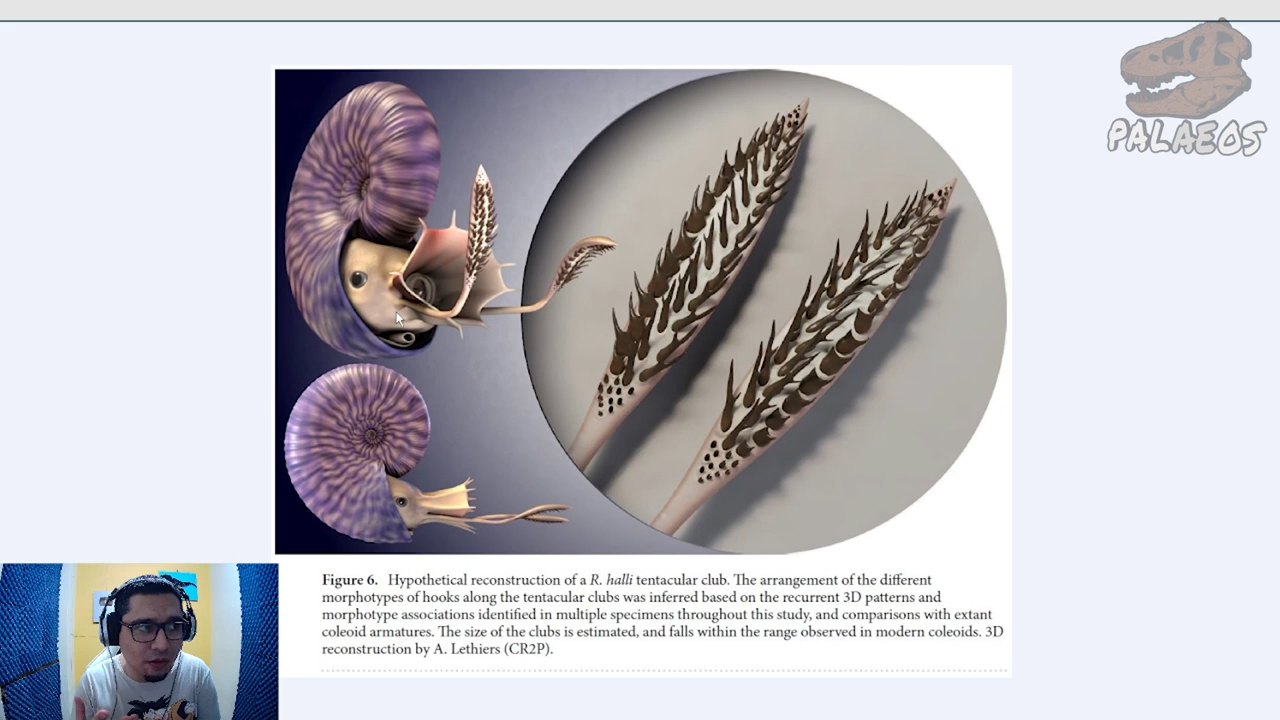 PALAEOS
Figure 6. Hypothetical reconstruction of a R. halli tentacular club. The arrangement of the different
morphotypes of hooks along the tentacular clubs was inferred based on the recurrent 3D patterns and
morphotype associations identified in multiple specimens throughout this study, and comparisons with extant
coleoid armatures. The size of the clubs is estimated, and falls within the range observed in modern coleoids. 3D
reconstruction by A. Lethiers (CR2P).